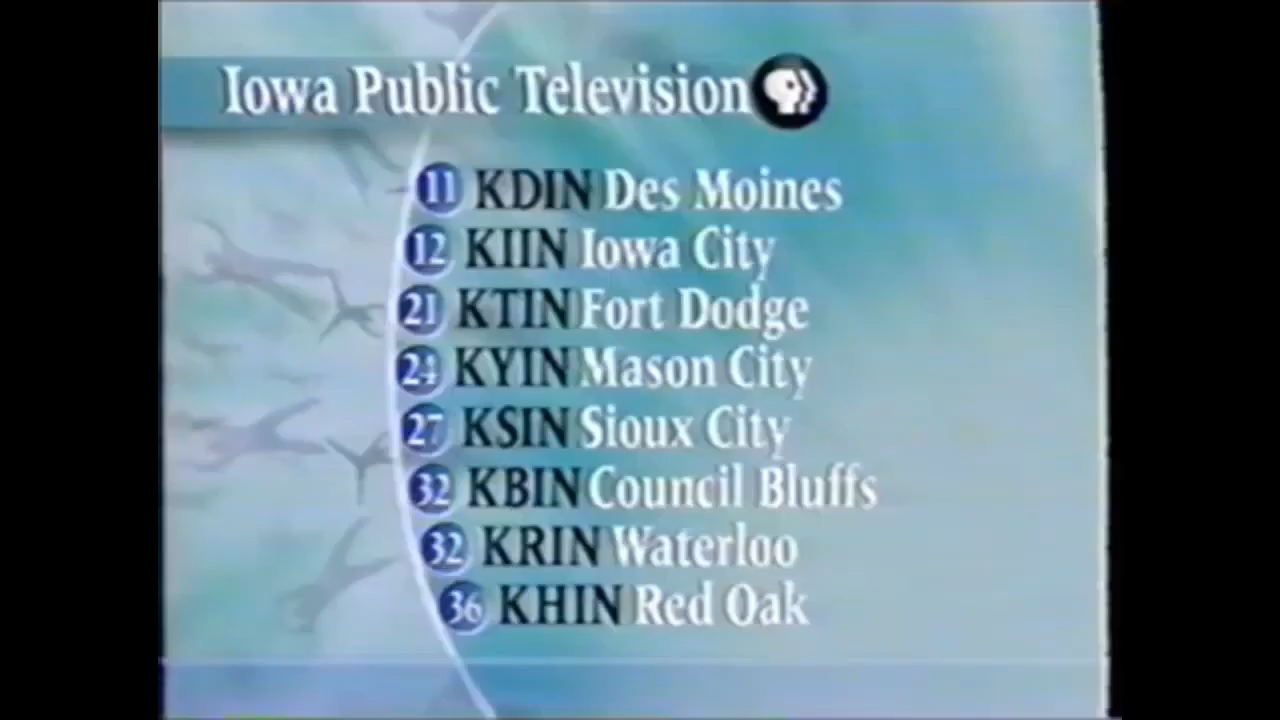 Iowa Public Television
11 KDIN Des Moines
12 KIIN Iowa City
21 KTIN Fort Dodge
24 KYIN Mason City
27 KSIN Sioux City
32 KBIN Council Bluffs
32 KRIN Waterloo
36 KHIN Red Oak